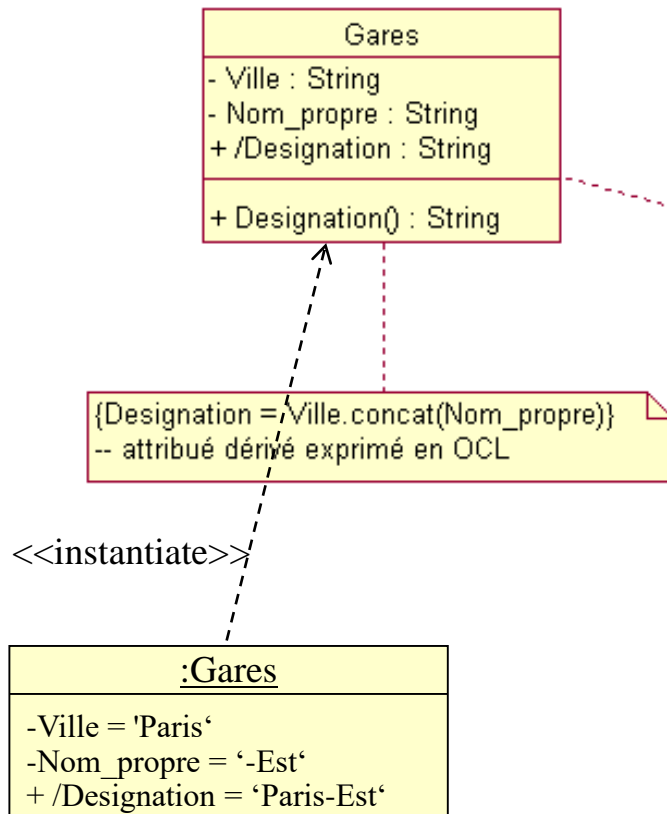 Gares
- Ville : String
- Nom_propre : String
+ /Designation : String
+ Designation() : String
{Designation = Ville.concat(Nom_propre)}
-- attribué dérivé exprimé en OCL
<<instantiate>>
:Gares
-Ville = 'Paris‘
-Nom_propre = ‘-Est‘
+ /Designation = ‘Paris-Est‘